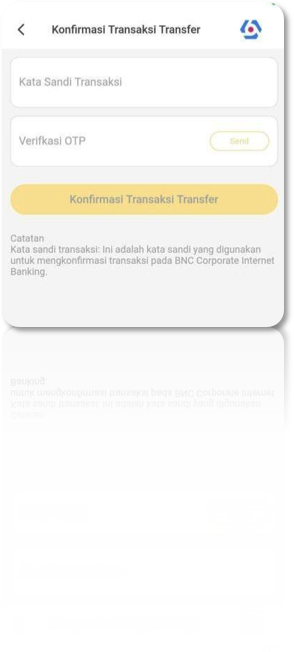 Konfirmasi Transaksi Transfer
Kata Sandi Transaksi
Verifkasi OTP
Send
Konfirmasi Transaksi Transfer
Catatan
Kata sandi transaksi: Ini adalah kata sandi yang digunakan
untuk mengkonfirmasi transaksi pada BNC Corporate Internet
Banking.